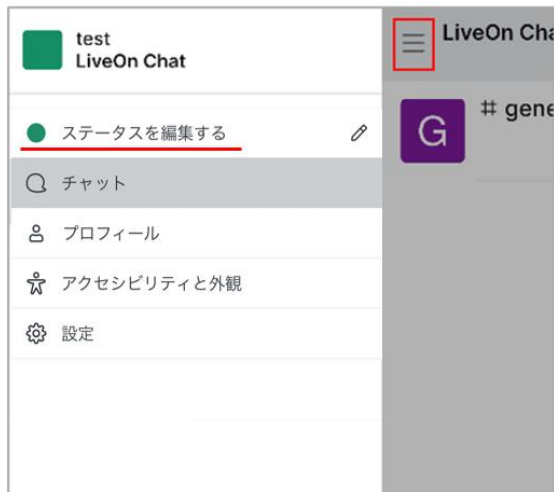 test
LiveOn Chat
ステータスを編集する
チャット
プロフィール
アクセシビリティと外観
設定
LiveOn Cha
G
# gene